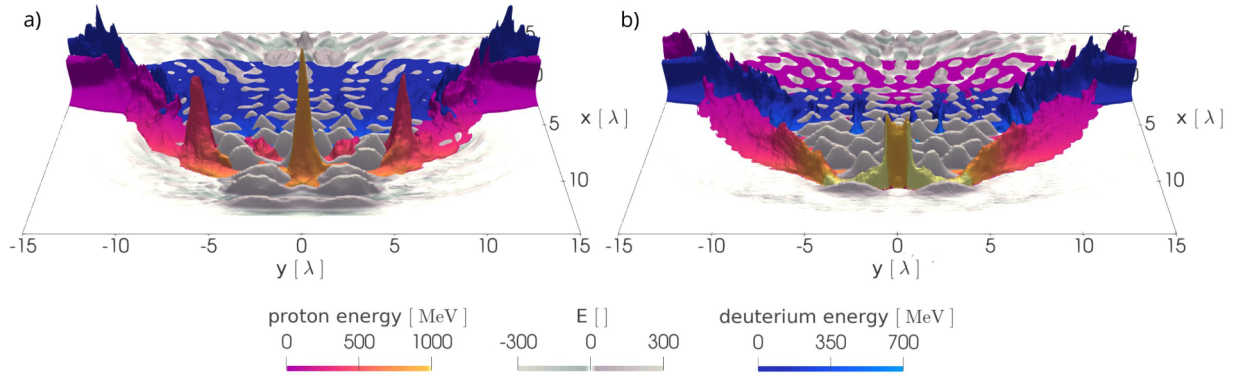 a)
-5
0
5
10
x [ λ ]
-15 -10 -5 0 5 10 15
y [ λ ]
b)
-5
0
5
10
x [ λ ]
-15 -10 -5 0 5 10 15
y [ λ ]
proton energy [ MeV ]
0 500 1000
E [ ]
-300 0 300
deuterium energy [ MeV ]
0 350 700